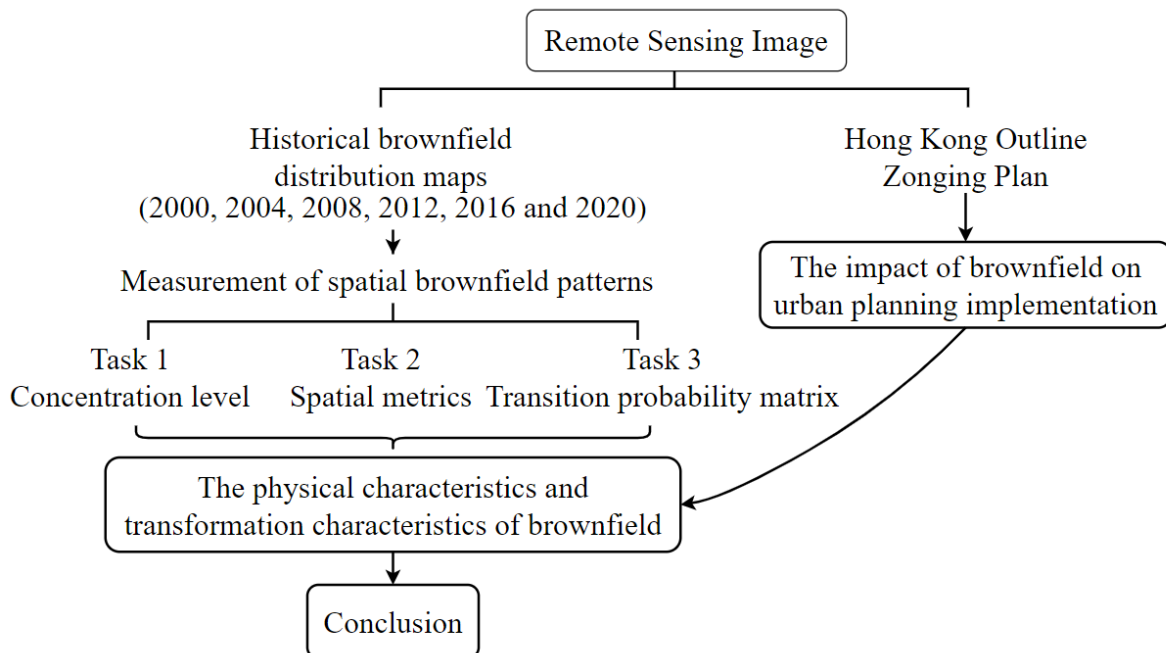 Remote Sensing Image
Historical brownfield
distribution maps
(2000, 2004, 2008, 2012, 2016 and 2020)
Hong Kong Outline
Zonging Plan
Measurement of spatial brownfield patterns
The impact of brownfield on
urban planning implementation
Task 1
Concentration level
Task 2
Spatial metrics
Task 3
Transition probability matrix
The physical characteristics and
transformation characteristics of brownfield
Conclusion